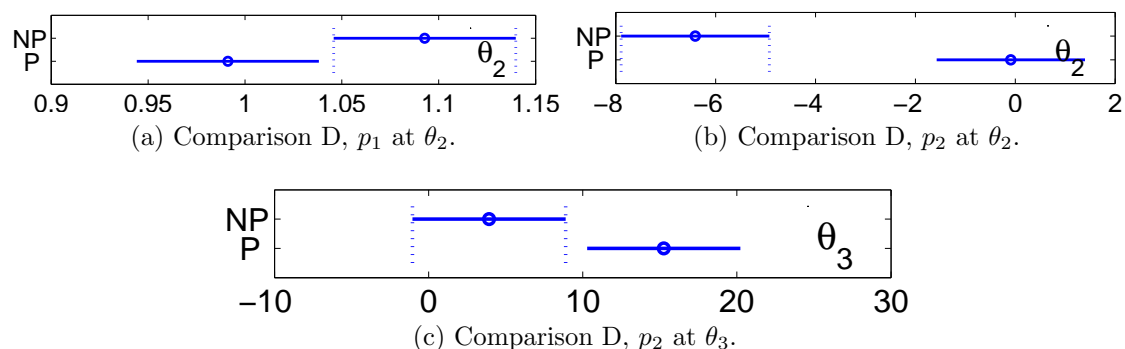 NP
P
θ2
0.9 0.95 1 1.05 1.1 1.15
(a) Comparison D, p1 at θ2.
NP
P
θ2
−8 −6 −4 −2 0 2
(b) Comparison D, p2 at θ2.
NP
P
θ3
−10 0 10 20 30
(c) Comparison D, p2 at θ3.